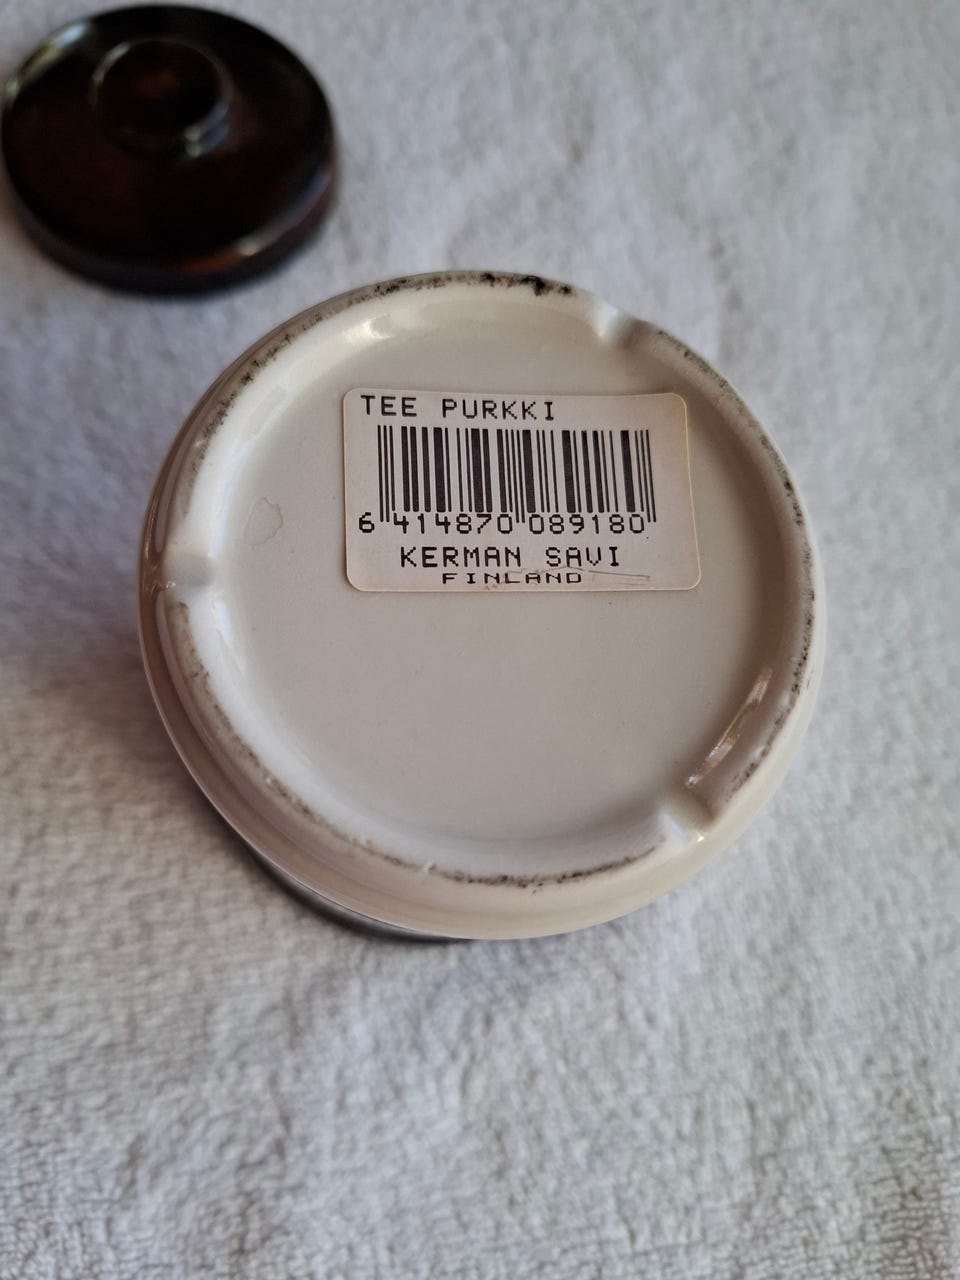 TEE PURKKI
6 414870 089180
KERMAN SAVI
FINLAND